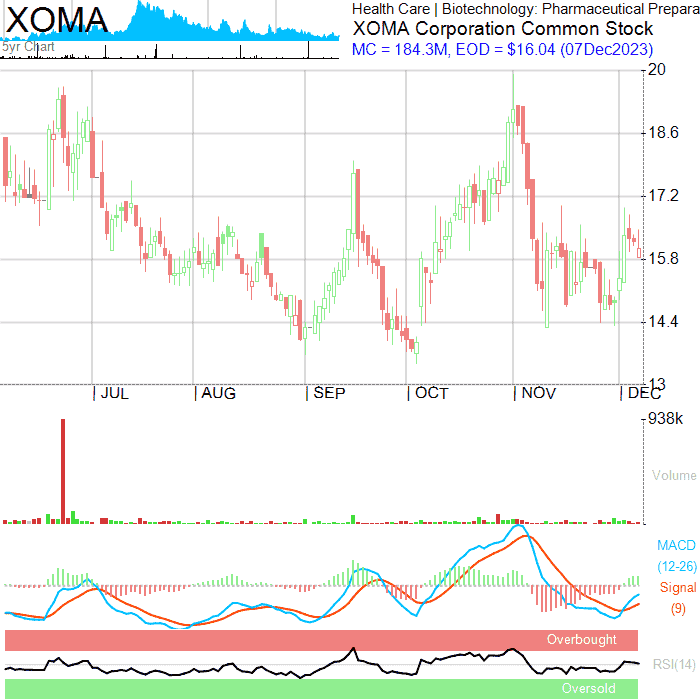 XOMA
5yr Chart
Health Care | Biotechnology: Pharmaceutical Prepara
XOMA Corporation Common Stock
MC = 184.3M, EOD = $16.04 (07Dec2023)
20
18.6
17.2
15.8
14.4
13
JUL
AUG
SEP
OCT
NOV
DEC
938k
Volume
MACD
(12-26)
Signal
(9)
Overbought
RSI(14)
Oversold